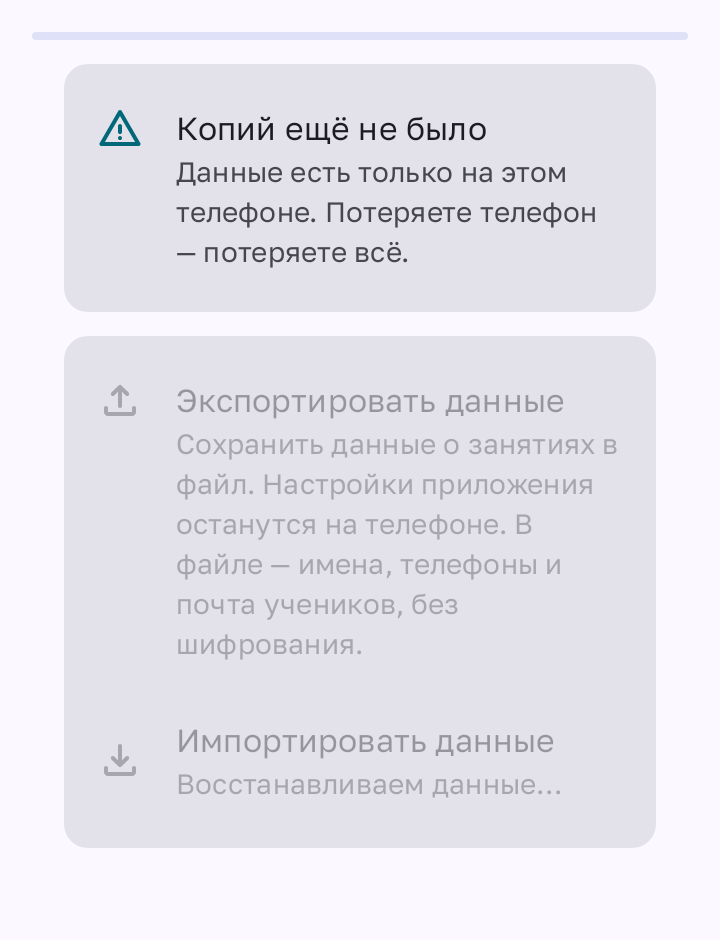 Копий ещё не было
Данные есть только на этом
телефоне. Потеряете телефон
— потеряете всё.
Экспортировать данные
Сохранить данные о занятиях в
файл. Настройки приложения
останутся на телефоне. В
файле — имена, телефоны и
почта учеников, без
шифрования.
Импортировать данные
Восстанавливаем данные…